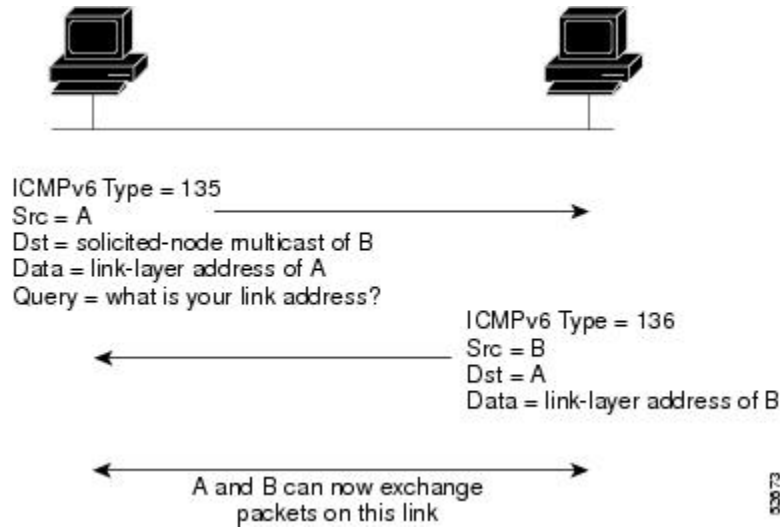 ICMPv6 Type = 135
Src = A
Dst = solicited-node multicast of B
Data = link-layer address of A
Query = what is your link address?
ICMPv6 Type = 136
Src = B
Dst = A
Data = link-layer address of B
A and B can now exchange
packets on this link
52673